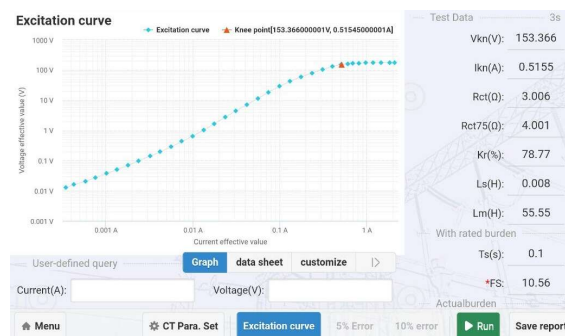 Excitation curve
Excitation curve
Knee point[153.366000001V, 0.51545000001A]
1000 V
100 V
10 V
1 V
0.1 V
0.01 V
0.001 V
Voltage effective value (V)
0.001 A
0.01 A
0.1 A
1 A
Current effective value
User-defined query
Graph
data sheet
customize
Current(A):
Voltage(V):
Test Data
3s
Vkn(V): 153.366
Ikn(A): 0.5155
Rct(Ω): 3.006
Rct75(Ω): 4.001
Kr(%): 78.77
Ls(H): 0.008
Lm(H): 55.55
With rated burden
Ts(s): 0.1
*FS: 10.56
Actualburden
Menu
CT Para. Set
Excitation curve
5% Error
10% error
Run
Save report